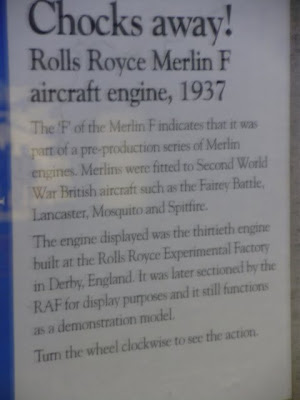 Chocks away!
Rolls Royce Merlin F
aircraft engine, 1937
The 'F' of the Merlin F indicates that it was
part of a pre-production series of Merlin
engines. Merlins were fitted to Second World
War British aircraft such as the Fairey Battle,
Lancaster, Mosquito and Spitfire.
The engine displayed was the thirtieth engine
built at the Rolls Royce Experimental Factory
in Derby, England. It was later sectioned by the
RAF for display purposes and it still functions
as a demonstration model.
Turn the wheel clockwise to see the action.